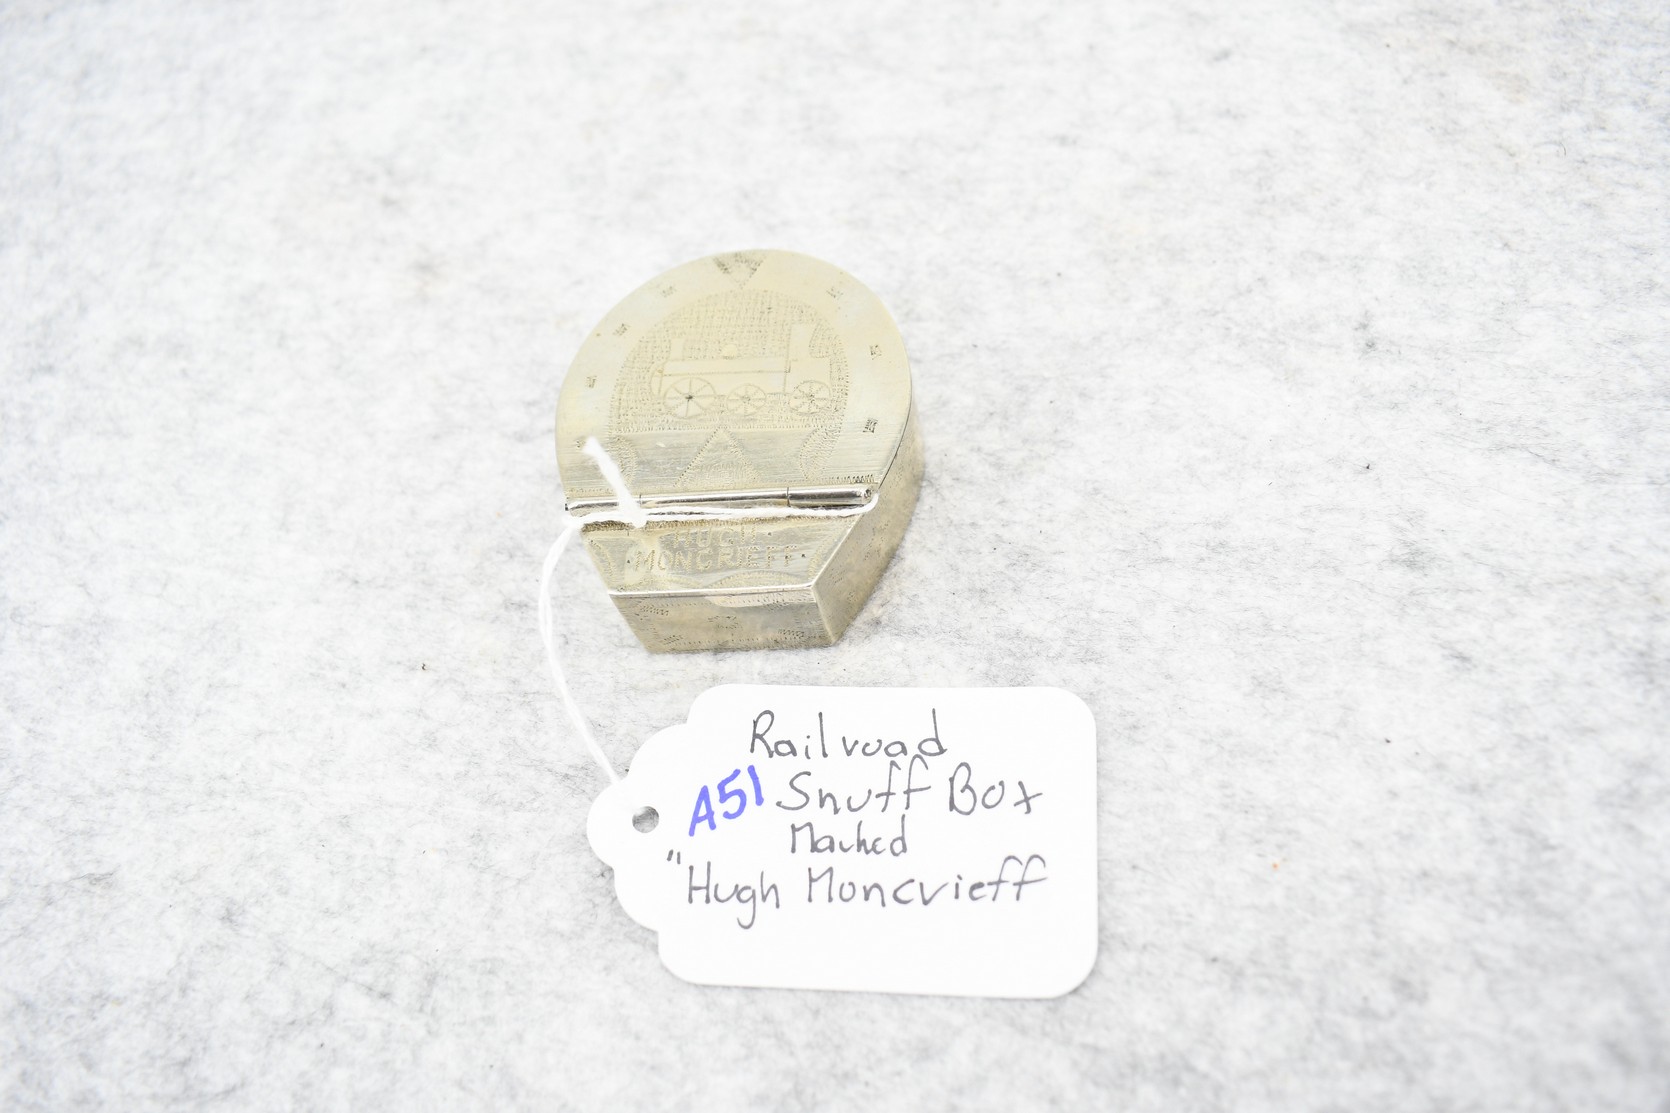 HUGH
MONCRIEFF
Railroad
A51 Snuff Box
Marked
"Hugh Moncrieff